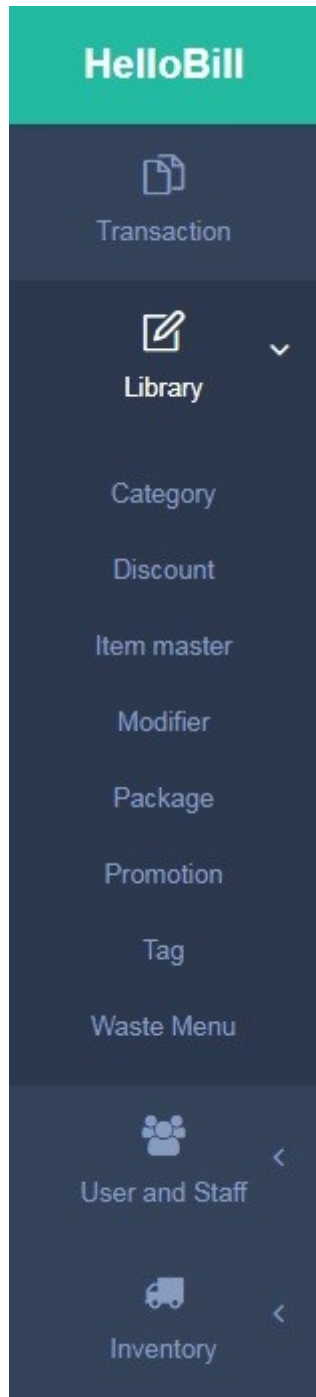 HelloBill
Transaction
Library
Category
Discount
Item master
Modifier
Package
Promotion
Tag
Waste Menu
User and Staff
Inventory